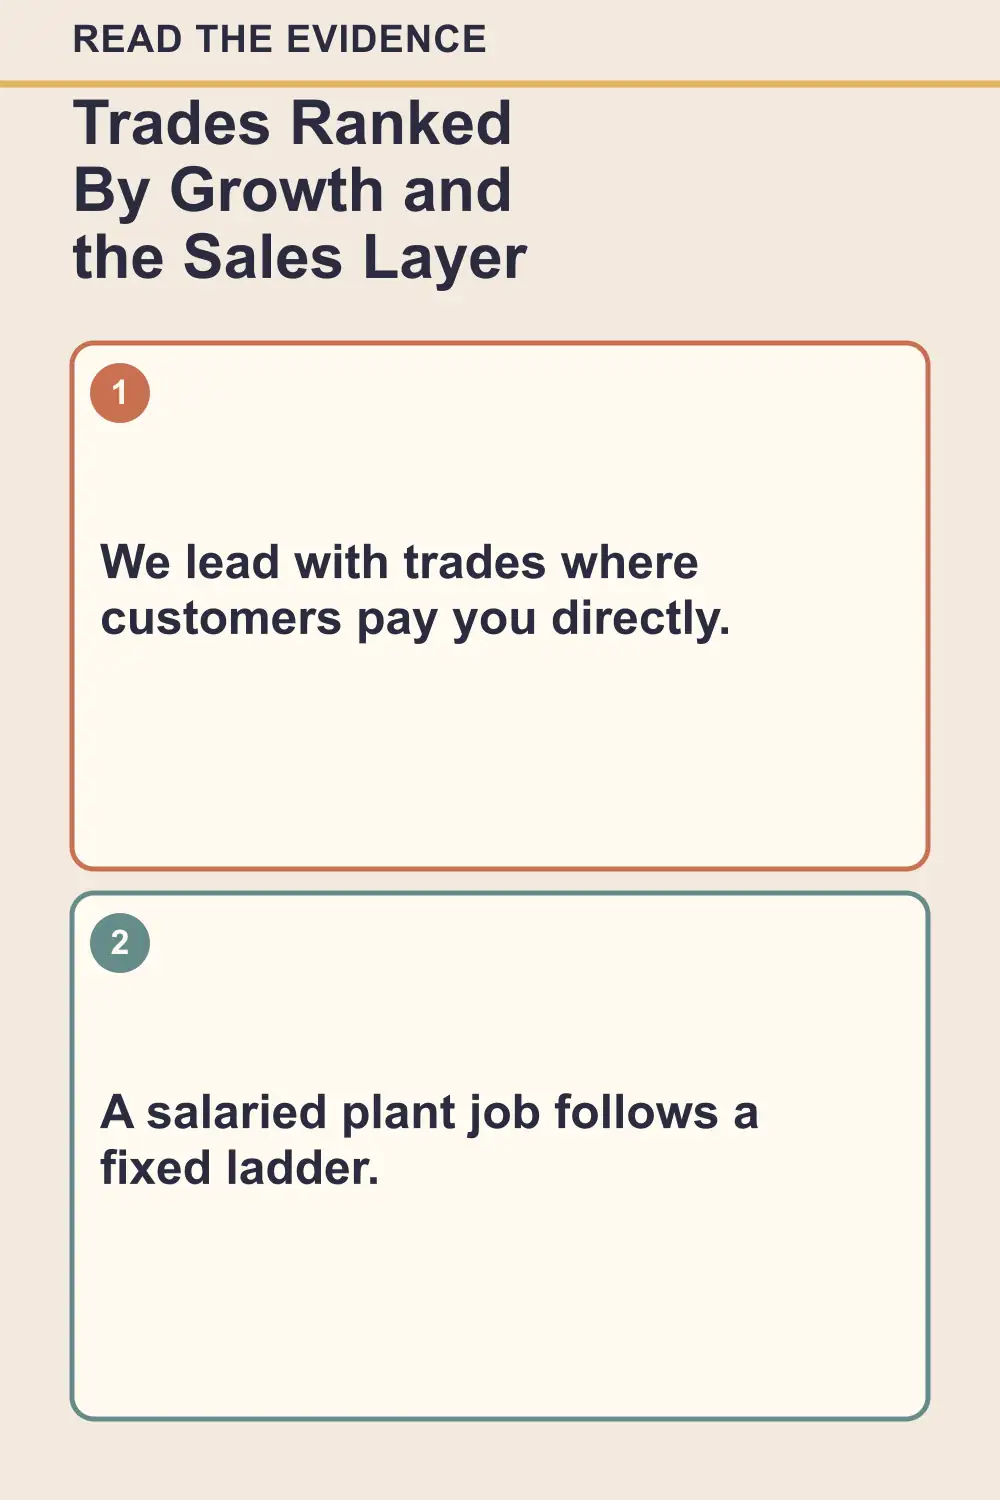 READ THE EVIDENCE
Trades Ranked
By Growth and
the Sales Layer
1
We lead with trades where
customers pay you directly.
2
A salaried plant job follows a
fixed ladder.